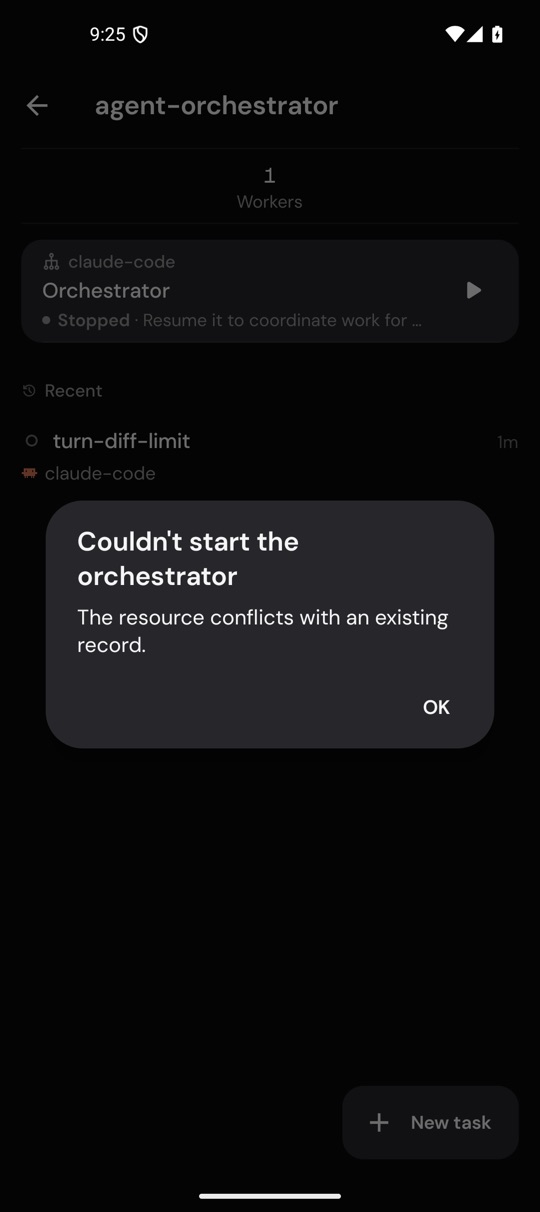 9:25
agent-orchestrator
1
Workers
claude-code
Orchestrator
Stopped · Resume it to coordinate work for ...
Recent
turn-diff-limit 1m
claude-code
Couldn't start the
orchestrator
The resource conflicts with an existing
record.
OK
New task